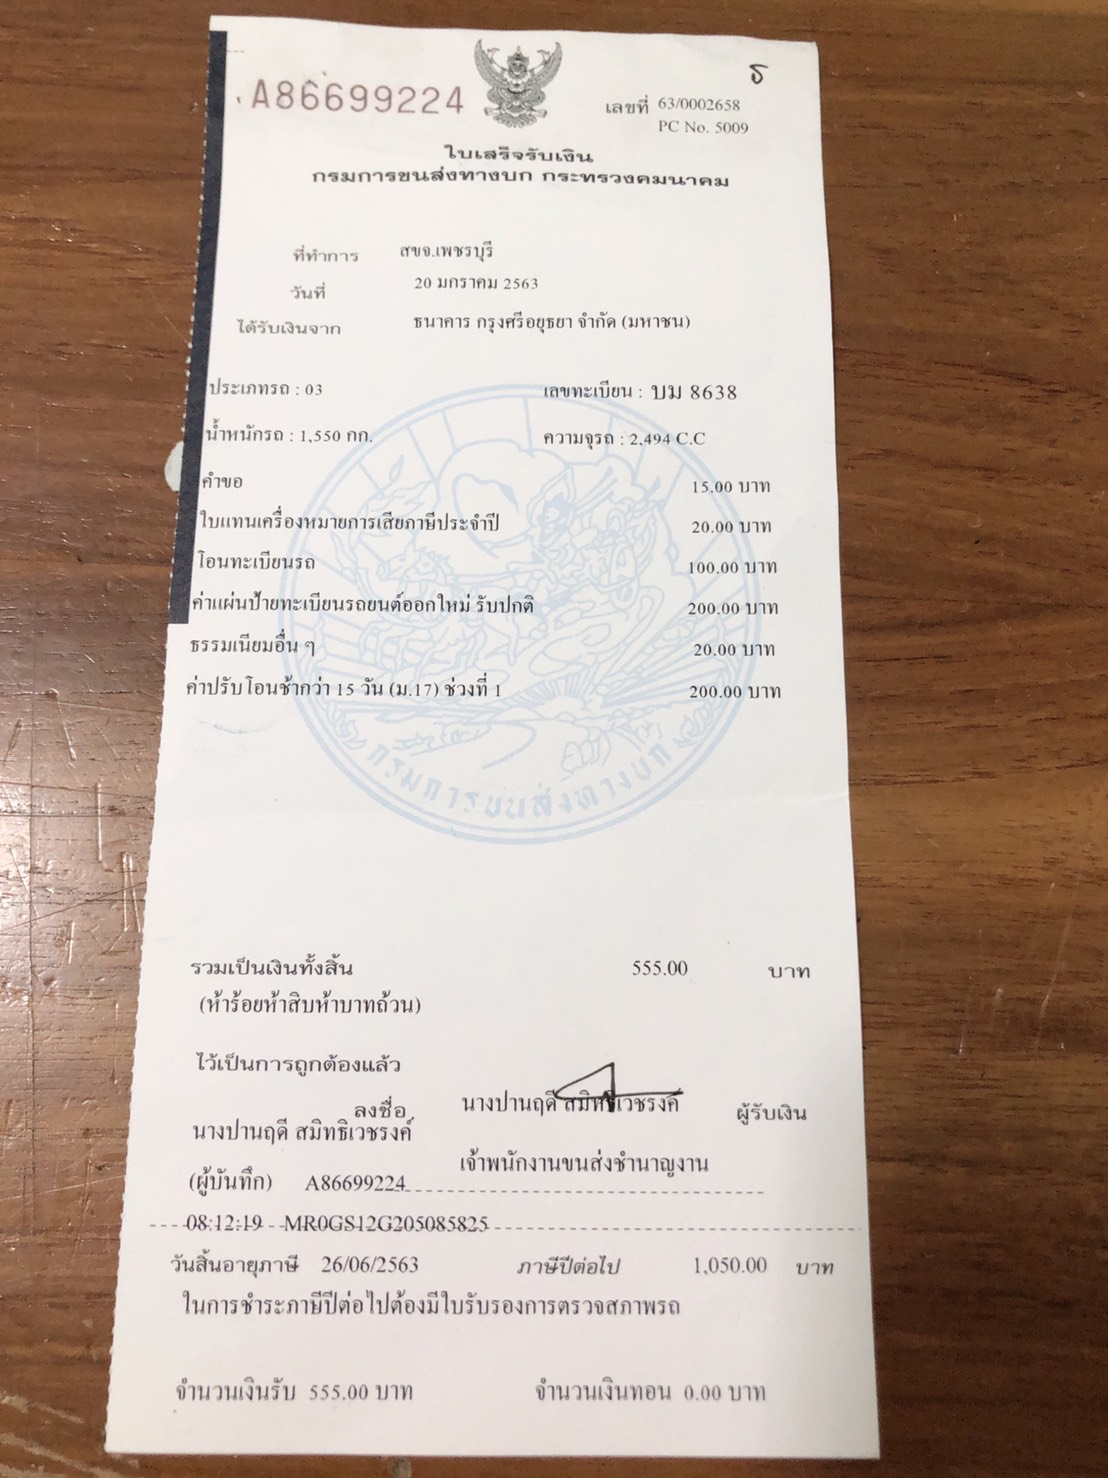 A86699224
ธ
เลขที่ 63/0002658
PC No. 5009
ใบเสร็จรับเงิน
กรมการขนส่งทางบก กระทรวงคมนาคม
ที่ทำการ สขจ.เพชรบุรี
วันที่ 20 มกราคม 2563
ได้รับเงินจาก ธนาคาร กรุงศรีอยุธยา จำกัด (มหาชน)
ประเภทรถ : 03 เลขทะเบียน : บม 8638
น้ำหนักรถ : 1,550 กก. ความจุรถ : 2,494 C.C
คำขอ 15.00 บาท
ใบแทนเครื่องหมายการเสียภาษีประจำปี 20.00 บาท
โอนทะเบียนรถ 100.00 บาท
ค่าแผ่นป้ายทะเบียนรถยนต์ออกใหม่ รับปกติ 200.00 บาท
ธรรมเนียมอื่น ๆ 20.00 บาท
ค่าปรับโอนช้ากว่า 15 วัน (ม.17) ช่วงที่ 1 200.00 บาท
กรมการขนส่งทางบก
รวมเป็นเงินทั้งสิ้น 555.00 บาท
(ห้าร้อยห้าสิบห้าบาทถ้วน)
ไว้เป็นการถูกต้องแล้ว
ลงชื่อ นางปานฤดี สมิทธิเวชรงค์ ผู้รับเงิน
นางปานฤดี สมิทธิเวชรงค์
เจ้าพนักงานขนส่งชำนาญงาน
(ผู้บันทึก) A86699224
08:12:19 MR0GS12G205085825
วันสิ้นอายุภาษี 26/06/2563 ภาษีปีต่อไป 1,050.00 บาท
ในการชำระภาษีปีต่อไปต้องมีใบรับรองการตรวจสภาพรถ
จำนวนเงินรับ 555.00 บาท จำนวนเงินทอน 0.00 บาท